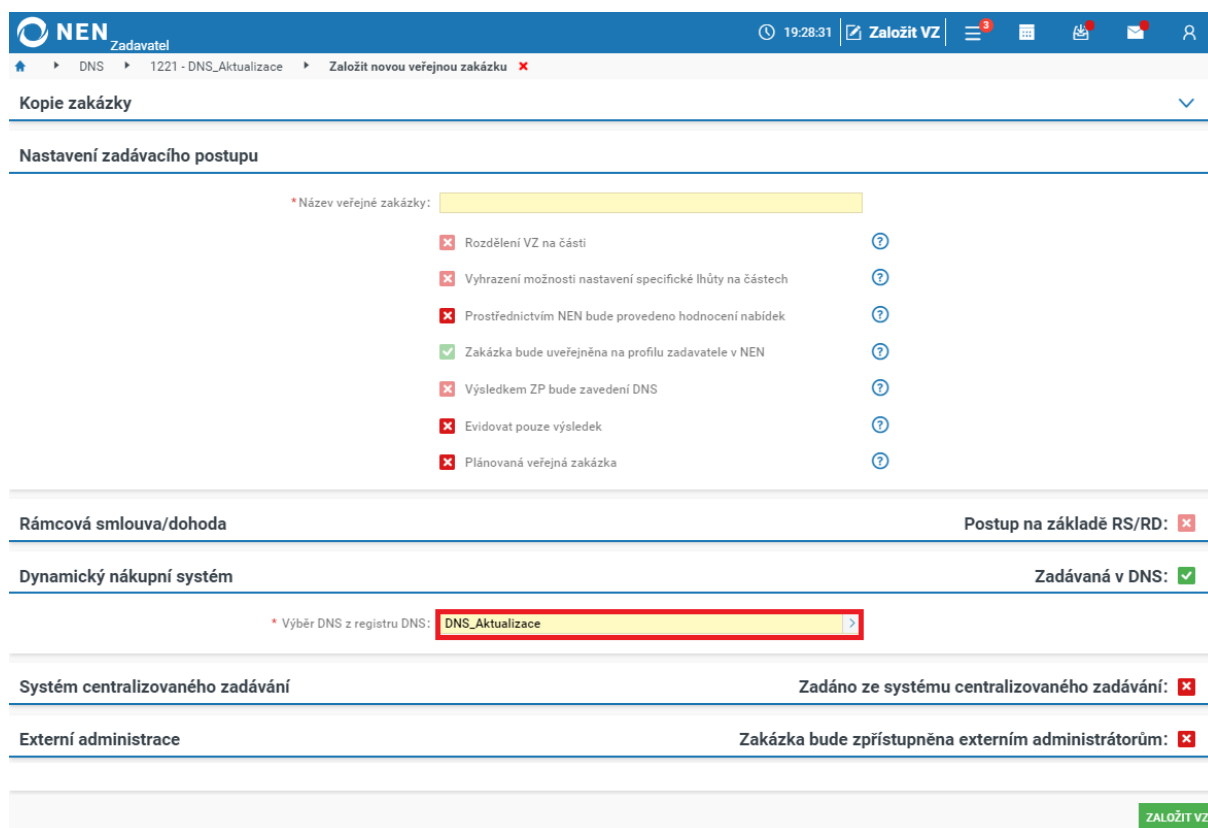 NEN Zadavatel 19:28:31 Založit VZ 3
DNS 1221 - DNS_Aktualizace Založit novou veřejnou zakázku
Kopie zakázky
Nastavení zadávacího postupu
* Název veřejné zakázky:
Rozdělení VZ na části ?
Vyhrazení možnosti nastavení specifické lhůty na částech ?
Prostřednictvím NEN bude provedeno hodnocení nabídek ?
Zakázka bude uveřejněna na profilu zadavatele v NEN ?
Výsledkem ZP bude zavedení DNS ?
Evidovat pouze výsledek ?
Plánovaná veřejná zakázka ?
Rámcová smlouva/dohoda Postup na základě RS/RD:
Dynamický nákupní systém Zadávaná v DNS:
* Výběr DNS z registru DNS: DNS_Aktualizace
Systém centralizovaného zadávání Zadáno ze systému centralizovaného zadávání:
Externí administrace Zakázka bude zpřístupněna externím administrátorům:
ZALOŽIT VZ